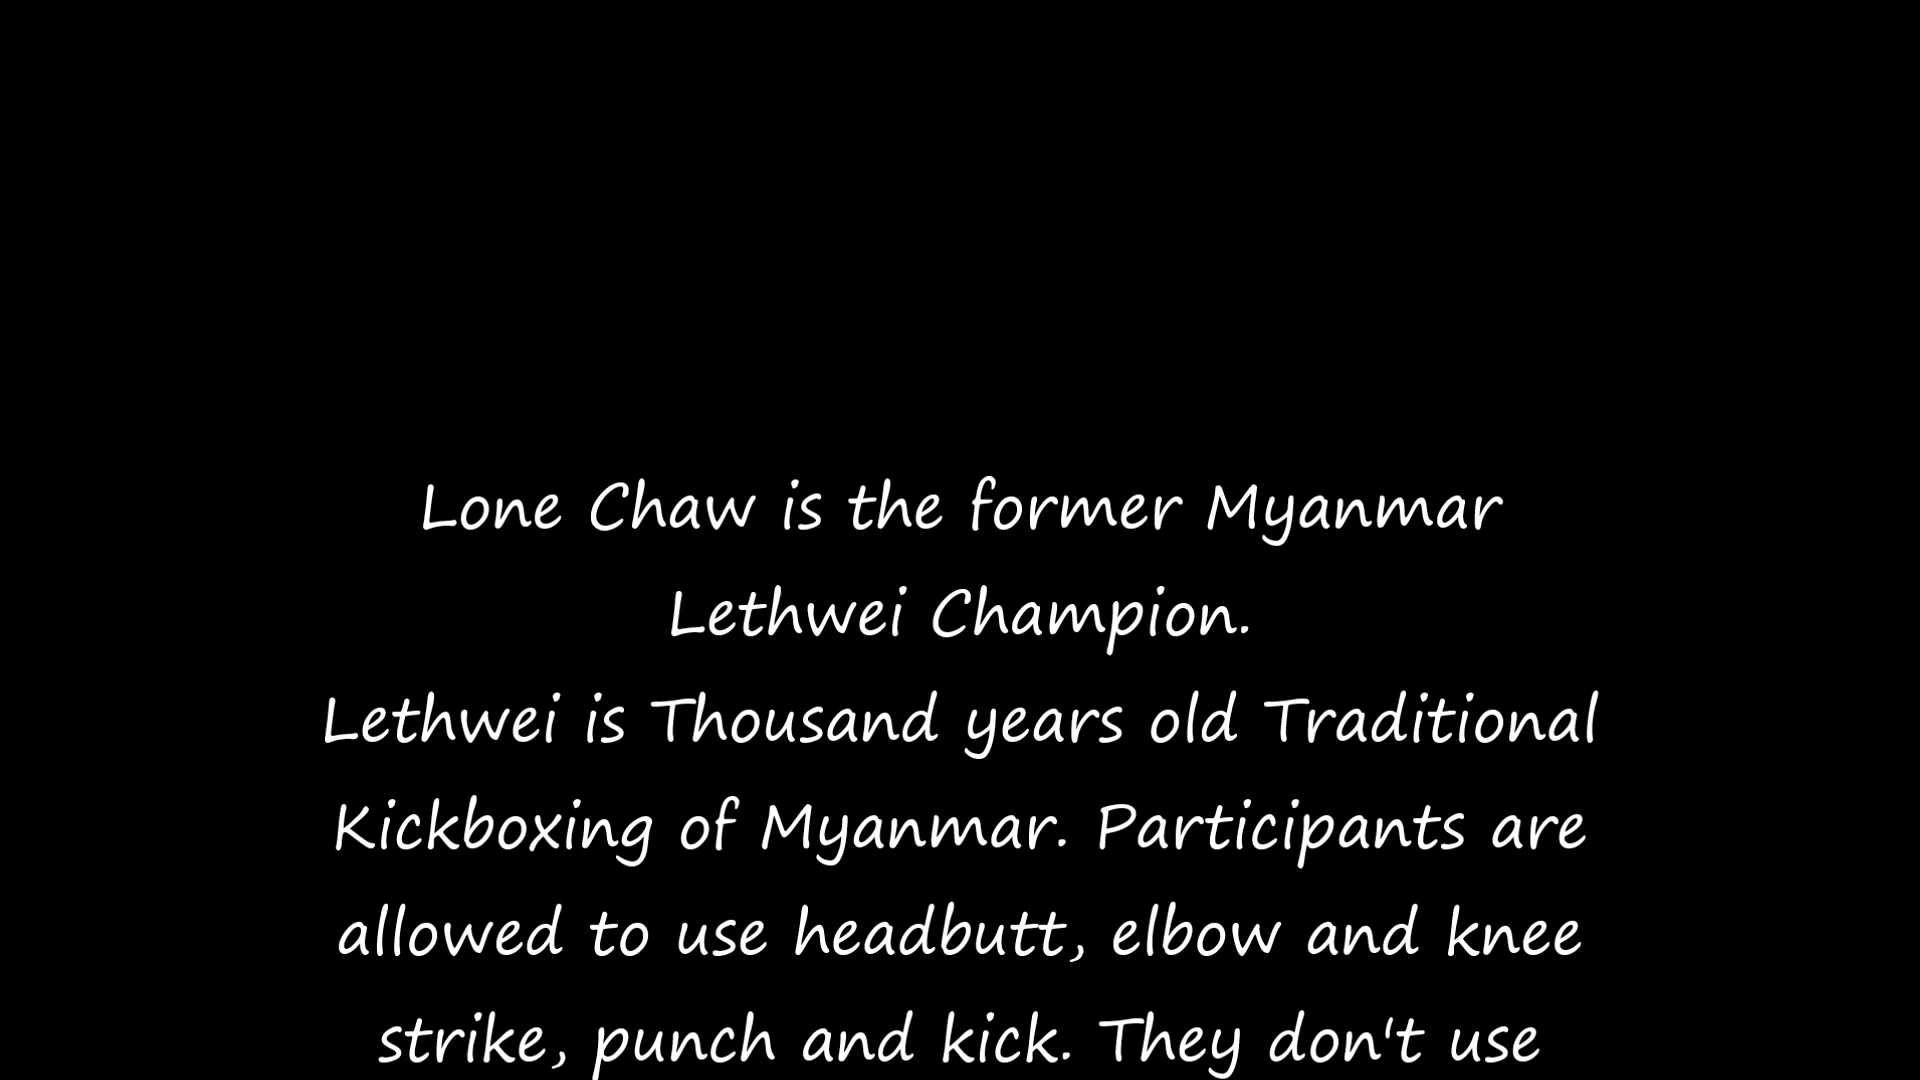 Lone Chaw is the former Myanmar
Lethwei Champion.
Lethwei is Thousand years old Traditional
Kickboxing of Myanmar. Participants are
allowed to use headbutt, elbow and knee
strike, punch and kick. They don't use